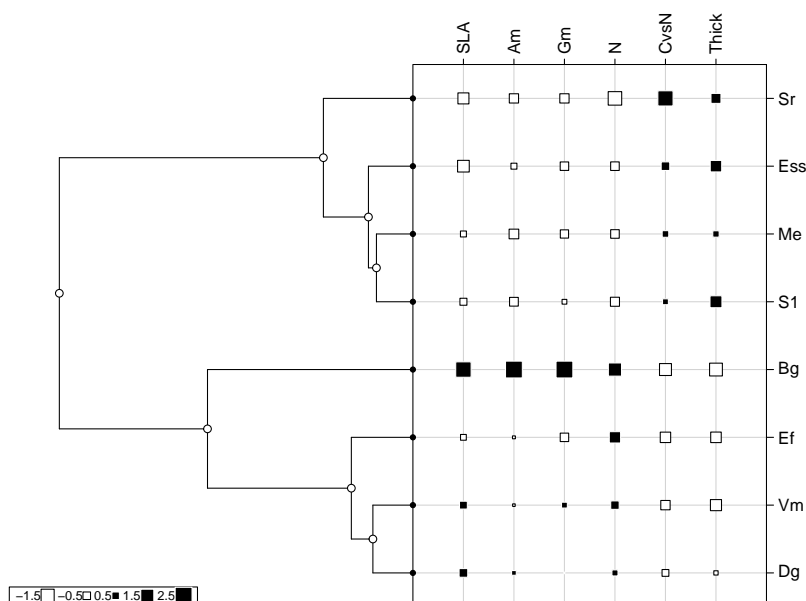 SLA Am Gm N CvsN Thick
Sr
Ess
Me
S1
Bg
Ef
Vm
Dg
−1.5 −0.5 0.5 1.5 2.5